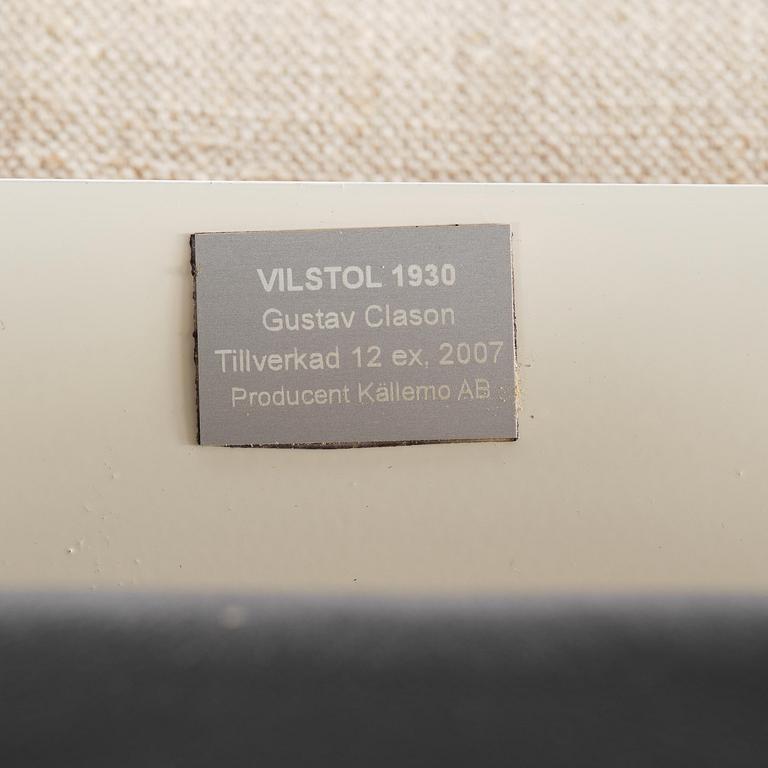 VILSTOL 1930
Gustav Clason
Tillverkad 12 ex, 2007
Producent Källemo AB